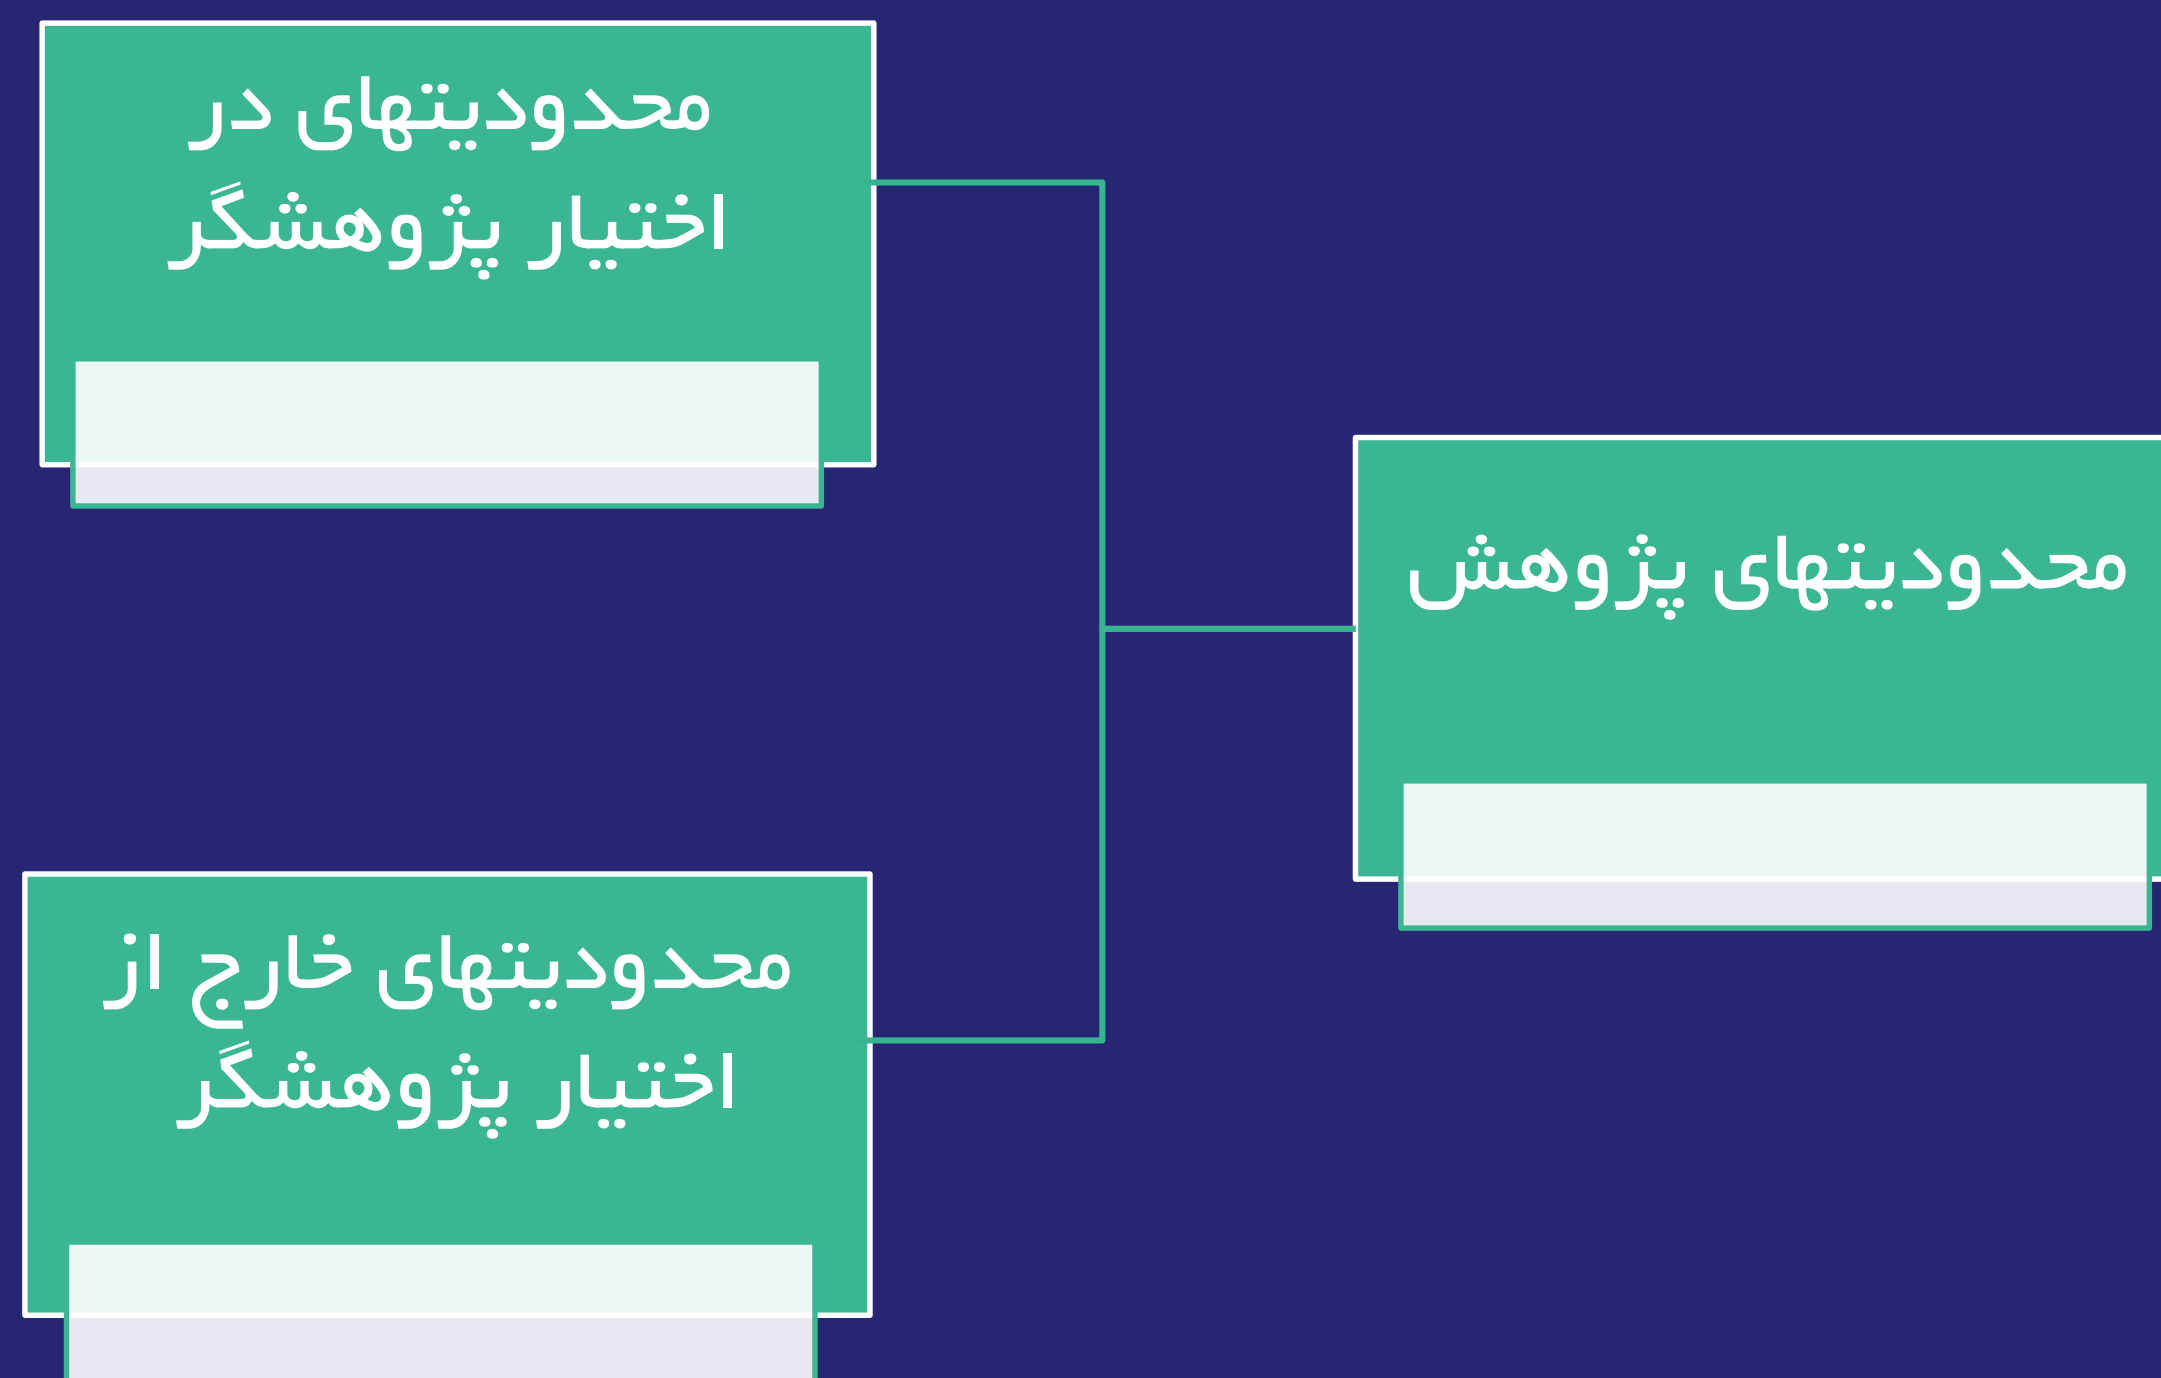 محدودیتهای پژوهش
محدودیتهای در
اختیار پژوهشگر
محدودیتهای خارج از
اختیار پژوهشگر